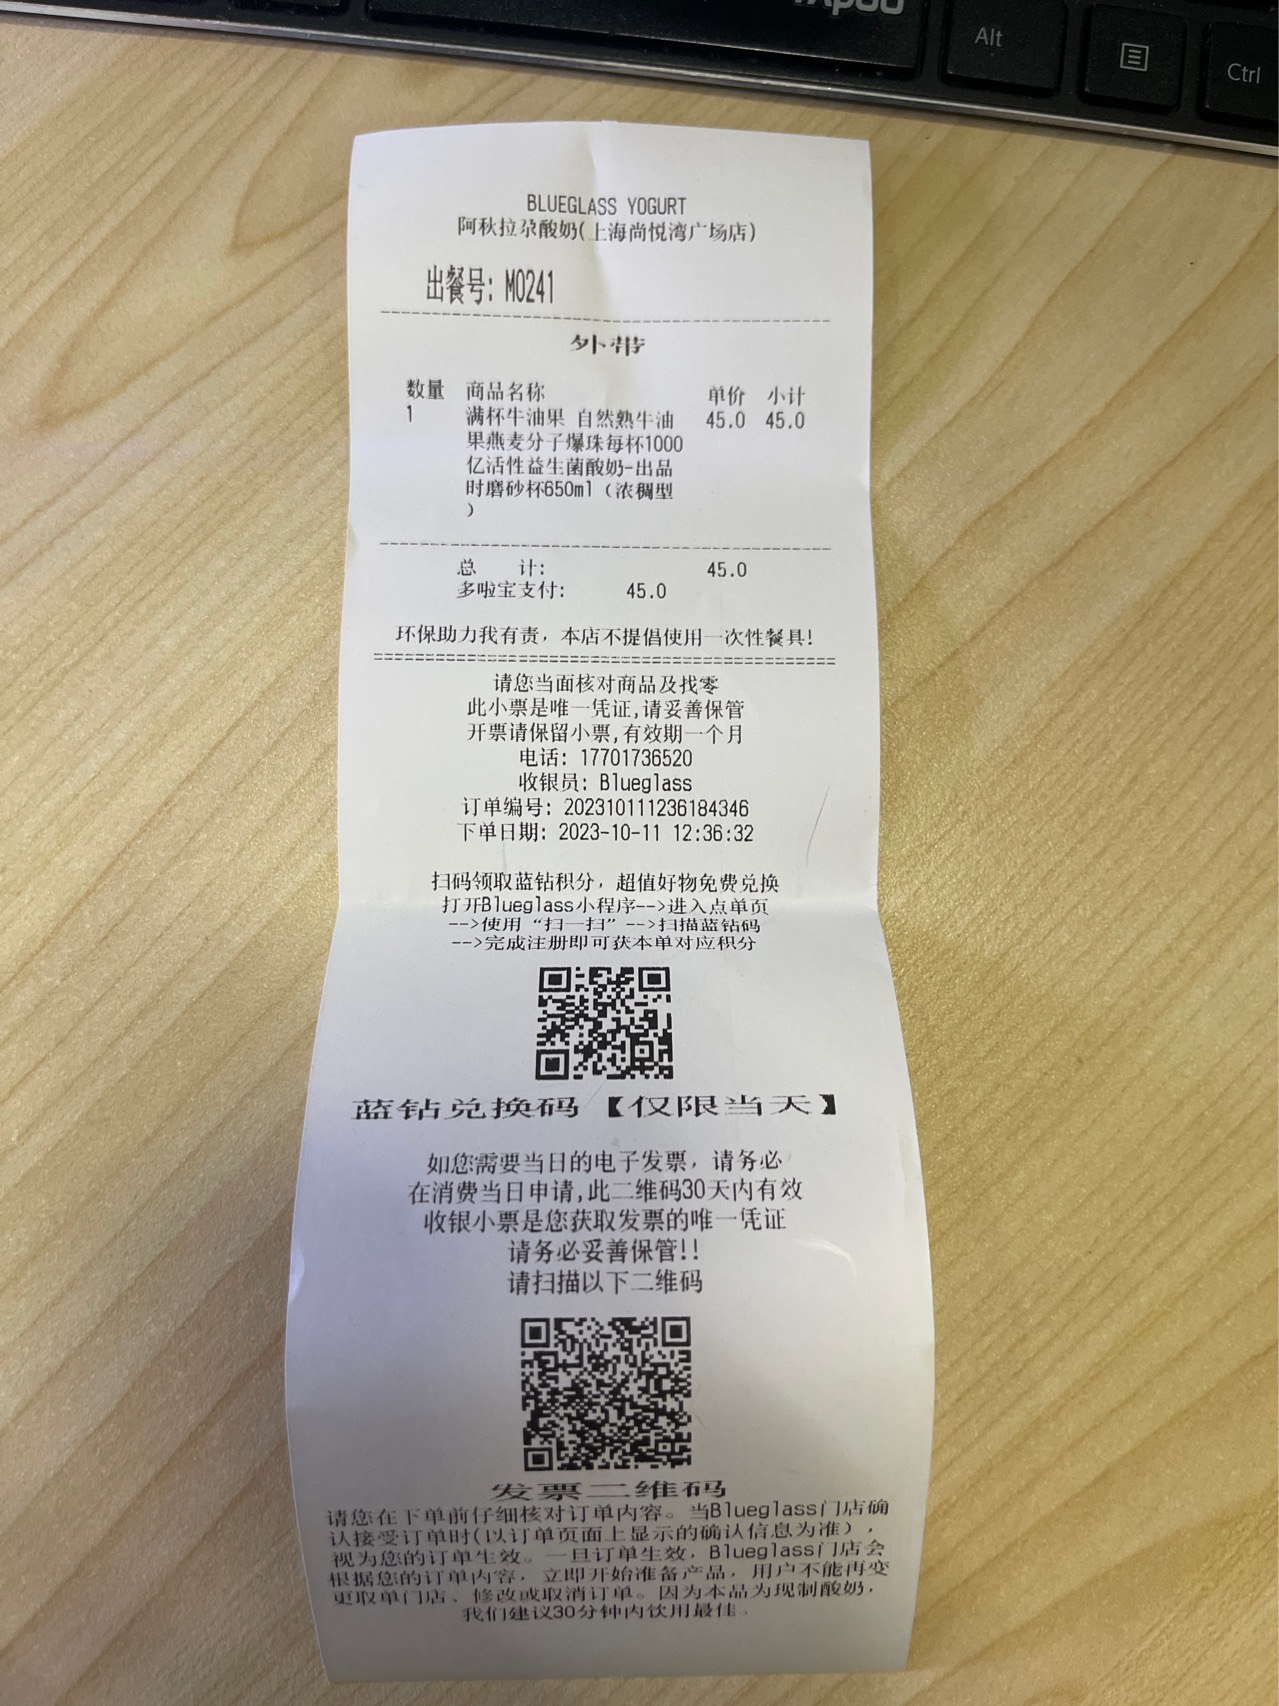 Alt
Ctrl
BLUEGLASS YOGURT
阿秋拉尕酸奶(上海尚悦湾广场店)
出餐号: M0241
外带
数量 商品名称 单价 小计
1 满杯牛油果 自然熟牛油 45.0 45.0
果燕麦分子爆珠每杯1000
亿活性益生菌酸奶-出品
时磨砂杯650ml（浓稠型
）
总 计: 45.0
多啦宝支付: 45.0
环保助力我有责，本店不提倡使用一次性餐具!
请您当面核对商品及找零
此小票是唯一凭证,请妥善保管
开票请保留小票,有效期一个月
电话: 17701736520
收银员: Blueglass
订单编号: 202310111236184346
下单日期: 2023-10-11 12:36:32
扫码领取蓝钻积分，超值好物免费兑换
打开Blueglass小程序-->进入点单页
-->使用“扫一扫”-->扫描蓝钻码
-->完成注册即可获本单对应积分
蓝钻兑换码【仅限当天】
如您需要当日的电子发票，请务必
在消费当日申请,此二维码30天内有效
收银小票是您获取发票的唯一凭证
请务必妥善保管!!
请扫描以下二维码
发票二维码
请您在下单前仔细核对订单内容。当Blueglass门店确
认接受订单时(以订单页面上显示的确认信息为准)，
视为您的订单生效。一旦订单生效，Blueglass门店会
根据您的订单内容，立即开始准备产品，用户不能再变
更取单门店、修改或取消订单。因为本品为现制酸奶，
我们建议30分钟内饮用最佳。